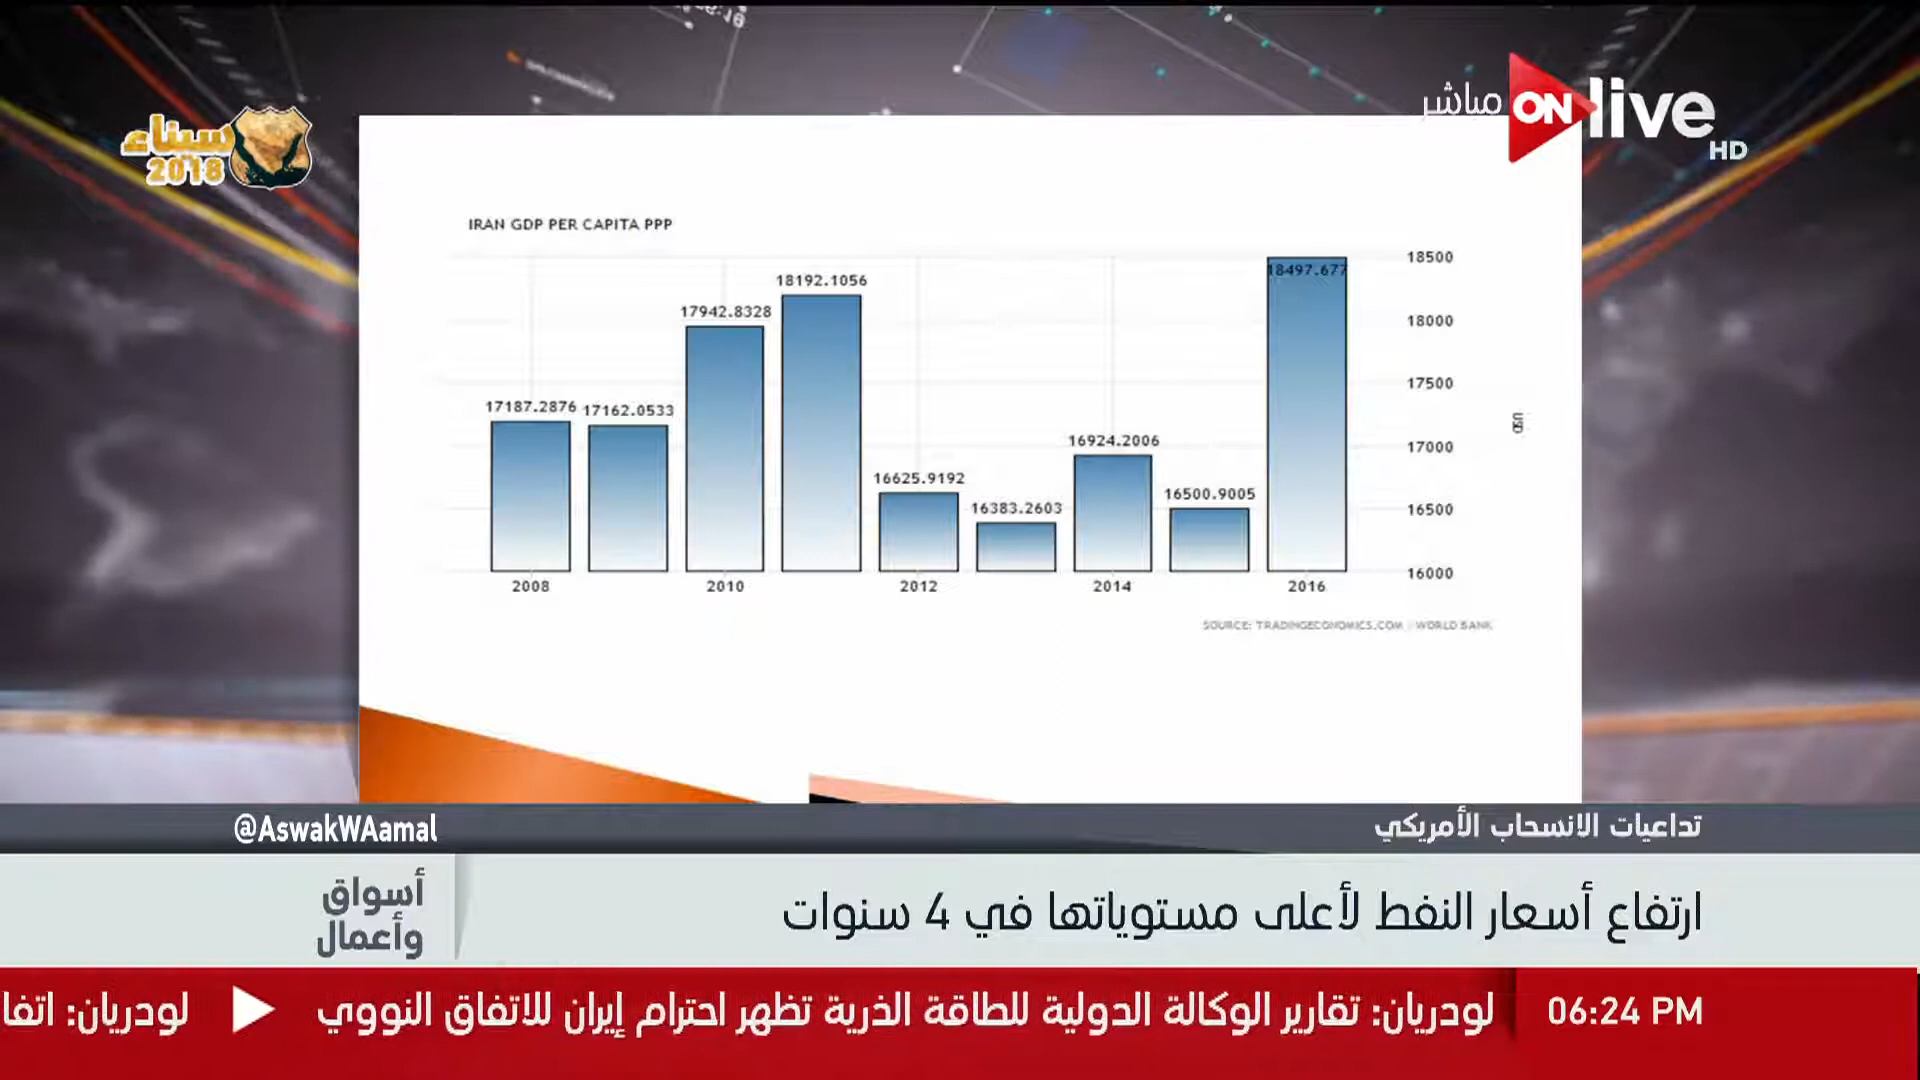 مباشر ON live HD
سيناء
2018
IRAN GDP PER CAPITA PPP
17187.2876
17162.0533
17942.8328
18192.1056
16625.9192
16383.2603
16924.2006
16500.9005
18497.677
18500
18000
17500
17000
16500
16000
USD
2008 2010 2012 2014 2016
SOURCE: TRADINGECONOMICS.COM / WORLD BANK
تداعيات الانسحاب الأمريكي
@AswakWAamal
ارتفاع أسعار النفط لأعلى مستوياتها في 4 سنوات
أسواق
وأعمال
06:24 PM
لودريان: تقارير الوكالة الدولية للطاقة الذرية تظهر احترام إيران للاتفاق النووي
لودريان: